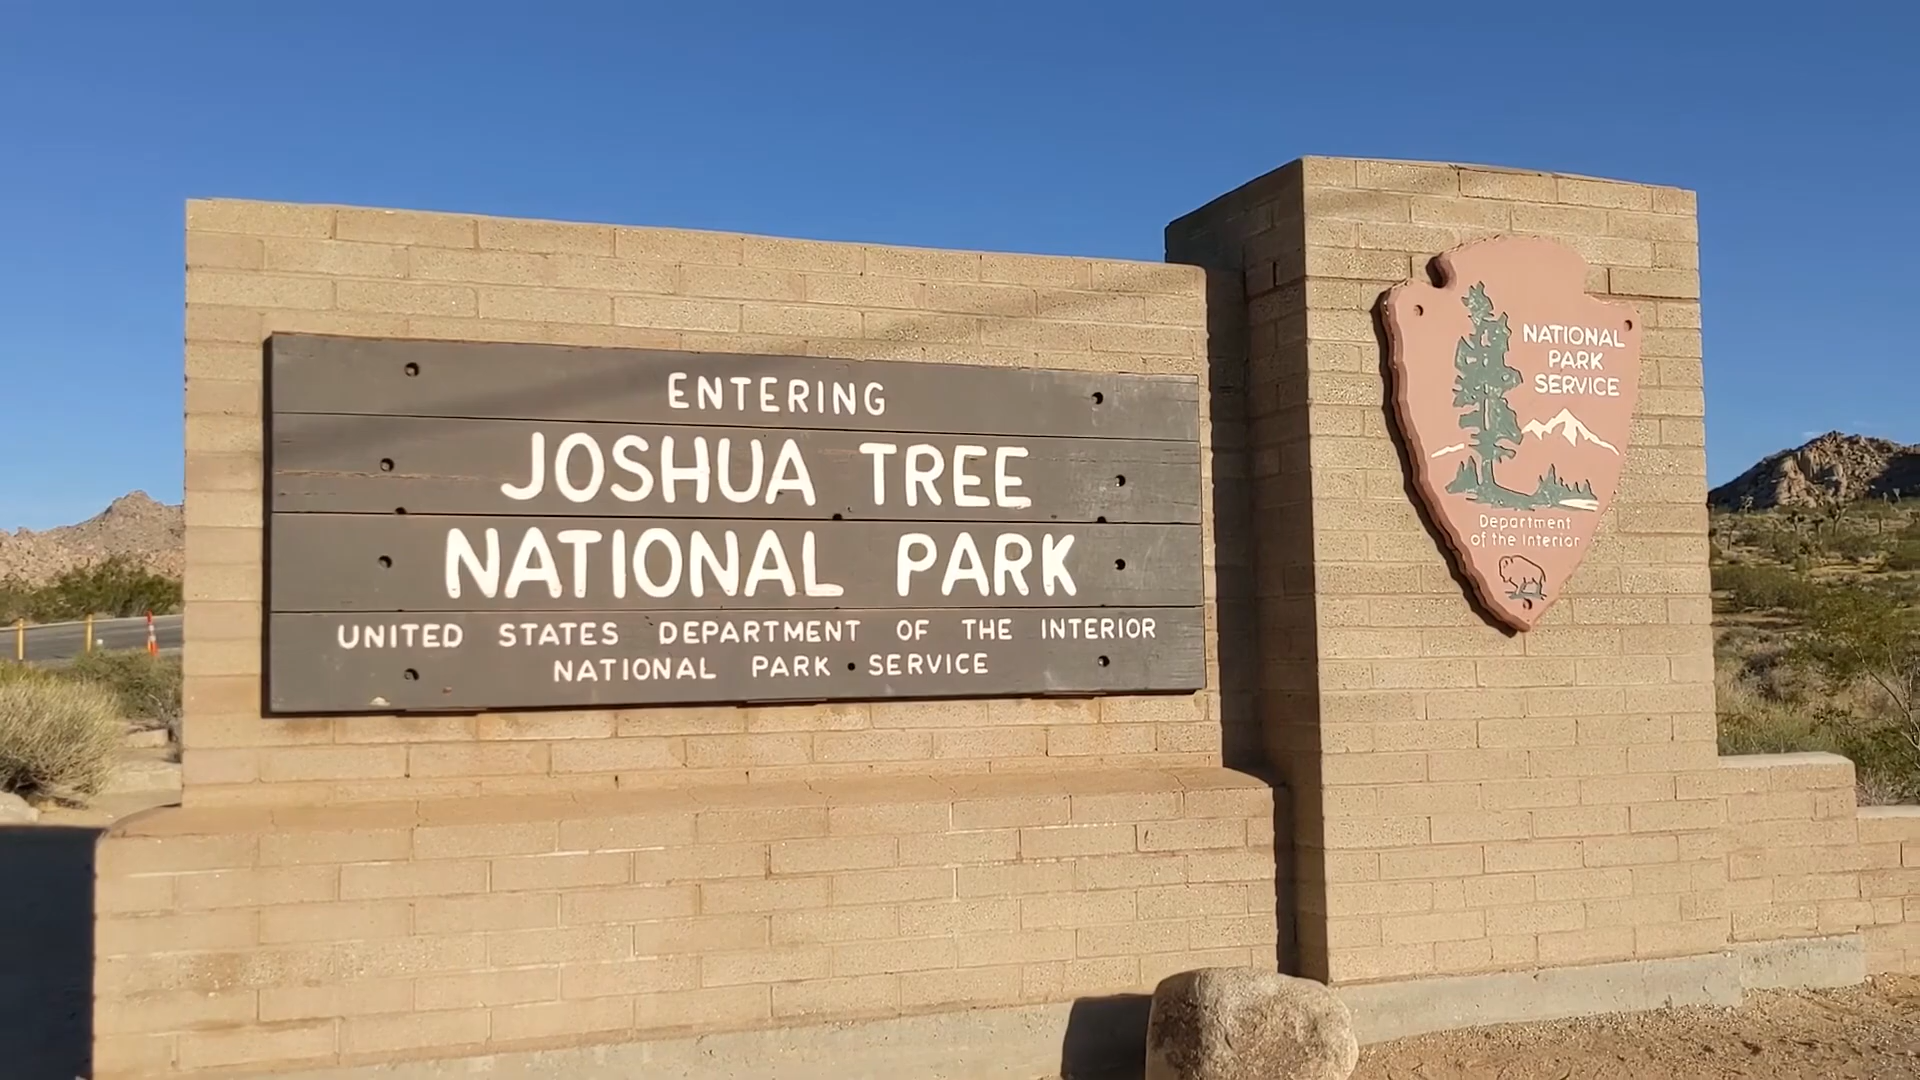 ENTERING
JOSHUA TREE
NATIONAL PARK
UNITED STATES DEPARTMENT OF THE INTERIOR
NATIONAL PARK SERVICE
NATIONAL
PARK
SERVICE
Department
of the Interior